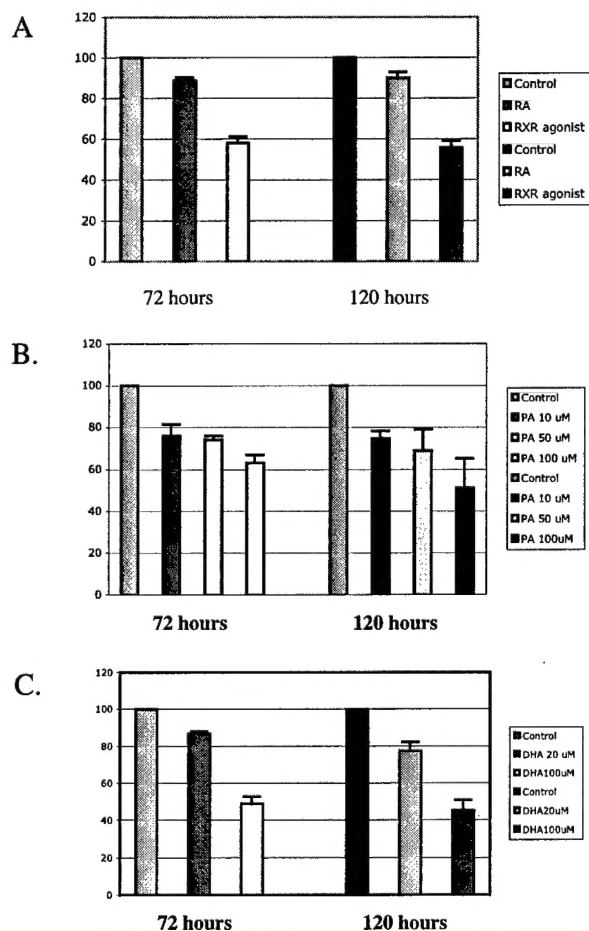 A
120
100
80
60
40
20
0
72 hours
120 hours
Control
RA
RXR agonist
Control
RA
RXR agonist
B.
120
100
80
60
40
20
0
72 hours
120 hours
Control
PA 10 uM
PA 50 uM
PA 100 uM
Control
PA 10 uM
PA 50 uM
PA 100uM
C.
120
100
80
60
40
20
0
72 hours
120 hours
Control
DHA 20 uM
DHA100uM
Control
DHA20uM
DHA100uM